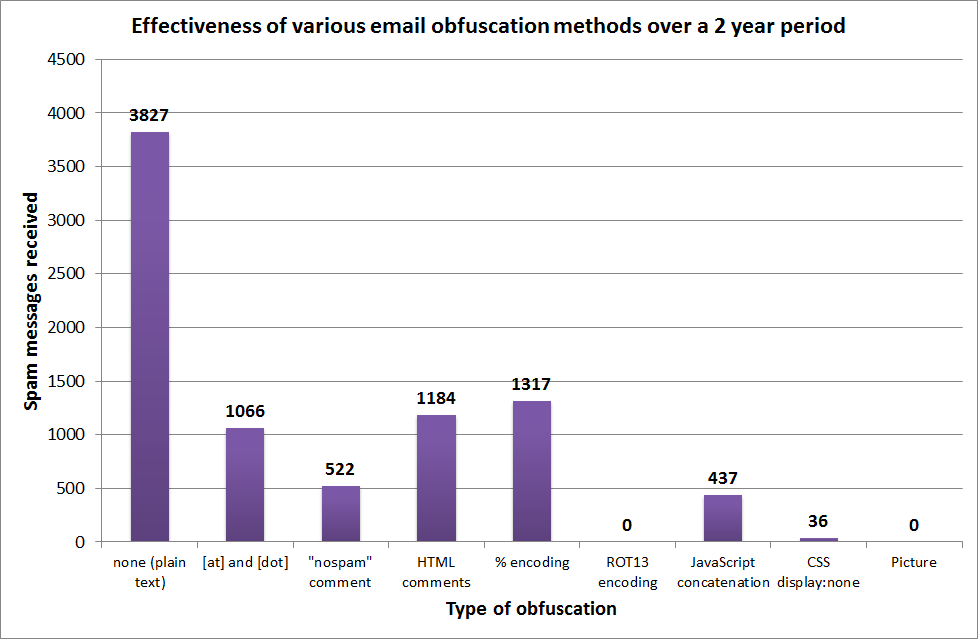 Effectiveness of various email obfuscation methods over a 2 year period
Spam messages received
4500
4000
3500
3000
2500
2000
1500
1000
500
0
3827
1066
522
1184
1317
0
437
36
0
none (plain
text)
[at] and [dot]
"nospam"
comment
HTML
comments
% encoding
ROT13
encoding
JavaScript
concatenation
CSS
display:none
Picture
Type of obfuscation